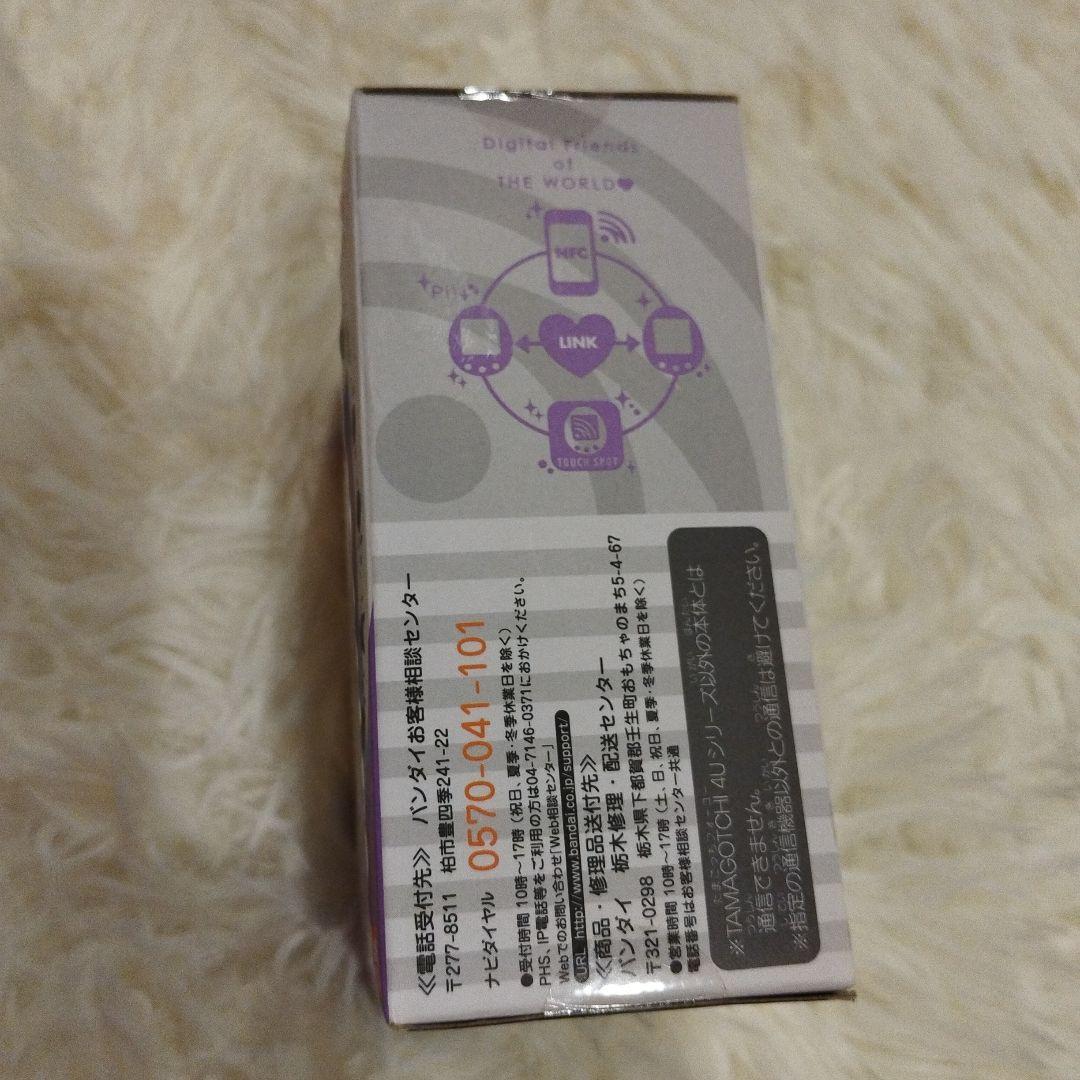 Digital Friends
of
THE WORLD♥
NFC
Pi!
LINK
TOUCH SPOT
≪電話受付先≫ バンダイお客様相談センター
〒277-8511 柏市豊四季241-22
ナビダイヤル 0570-041-101
●受付時間 10時～17時(祝日、夏季・冬季休業日を除く)
PHS、IP電話等をご利用の方は04-7146-0371におかけください。
Webでのお問い合わせ「Web相談センター」
●URL http://www.bandai.co.jp/support/
≪商品・修理品送付先≫
バンダイ 栃木修理・配送センター
〒321-0298 栃木県下都賀郡壬生町おもちゃのまち5-4-67
●営業時間 10時～17時(土、日、祝日、夏季・冬季休業日を除く)
電話番号はお客様相談センター共通
※TAMAGOTCHI 4Uシリーズ以外の本体とは
通信できません。
※指定の通信機器以外との通信は避けてください。